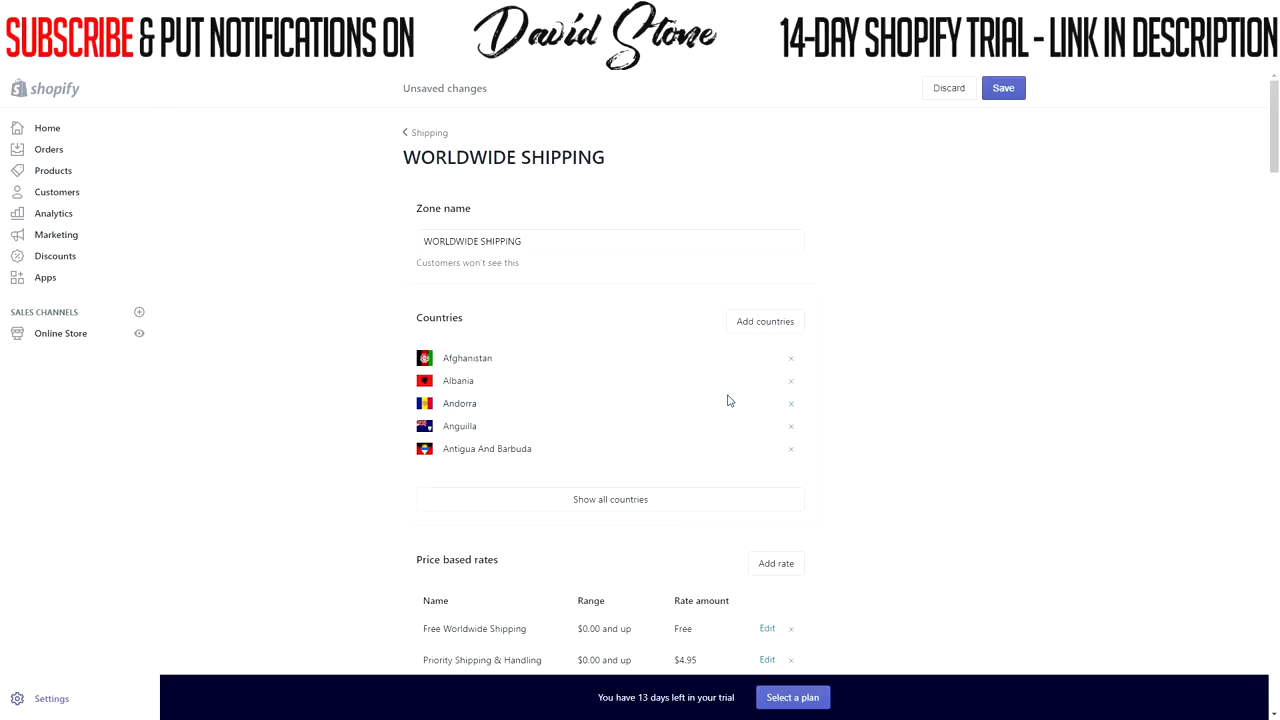 SUBSCRIBE & PUT NOTIFICATIONS ON
David Stone
14-DAY SHOPIFY TRIAL - LINK IN DESCRIPTION
shopify
Unsaved changes
Discard
Save
Home
Orders
Products
Customers
Analytics
Marketing
Discounts
Apps
SALES CHANNELS
Online Store
Settings
Shipping
WORLDWIDE SHIPPING
Zone name
WORLDWIDE SHIPPING
Customers won't see this
Countries
Add countries
Afghanistan
Albania
Andorra
Anguilla
Antigua And Barbuda
Show all countries
Price based rates
Add rate
Name Range Rate amount
Free Worldwide Shipping $0.00 and up Free Edit
Priority Shipping & Handling $0.00 and up $4.95 Edit
You have 13 days left in your trial
Select a plan